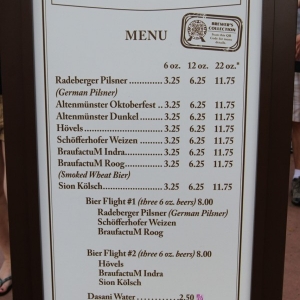 BREWER'S
COLLECTION
MENU
6 oz. 12 oz. 22 oz.*
Radeberger Pilsner ............. 3.25 6.25 11.75
(German Pilsner)
Altenmünster Oktoberfest .. 3.25 6.25 11.75
Altenmünster Dunkel ........ 3.25 6.25 11.75
Hövels ........................ 3.25 6.25 11.75
Schöfferhofer Weizen ........ 3.25 6.25 11.75
BraufactuM Indra .............. 3.25 6.25 11.75
BraufactuM Roog .............. 3.25 6.25 11.75
(Smoked Wheat Bier)
Sion Kölsch .................... 3.25 6.25 11.75
Bier Flight #1 (three 6 oz. beers) 8.00
Radeberger Pilsner (German Pilsner)
Schöfferhofer Weizen
BraufactuM Roog
Bier Flight #2 (three 6 oz. beers) 8.00
Hövels
BraufactuM Indra
Sion Kölsch
Dasani Water ............ 2.50